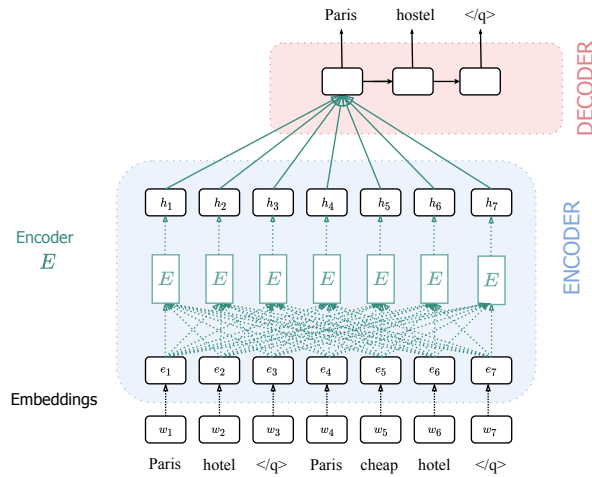 Paris hostel </q>
DECODER
h1 h2 h3 h4 h5 h6 h7
ENCODER
Encoder
E
E E E E E E E
e1 e2 e3 e4 e5 e6 e7
Embeddings
w1 w2 w3 w4 w5 w6 w7
Paris hotel </q> Paris cheap hotel </q>